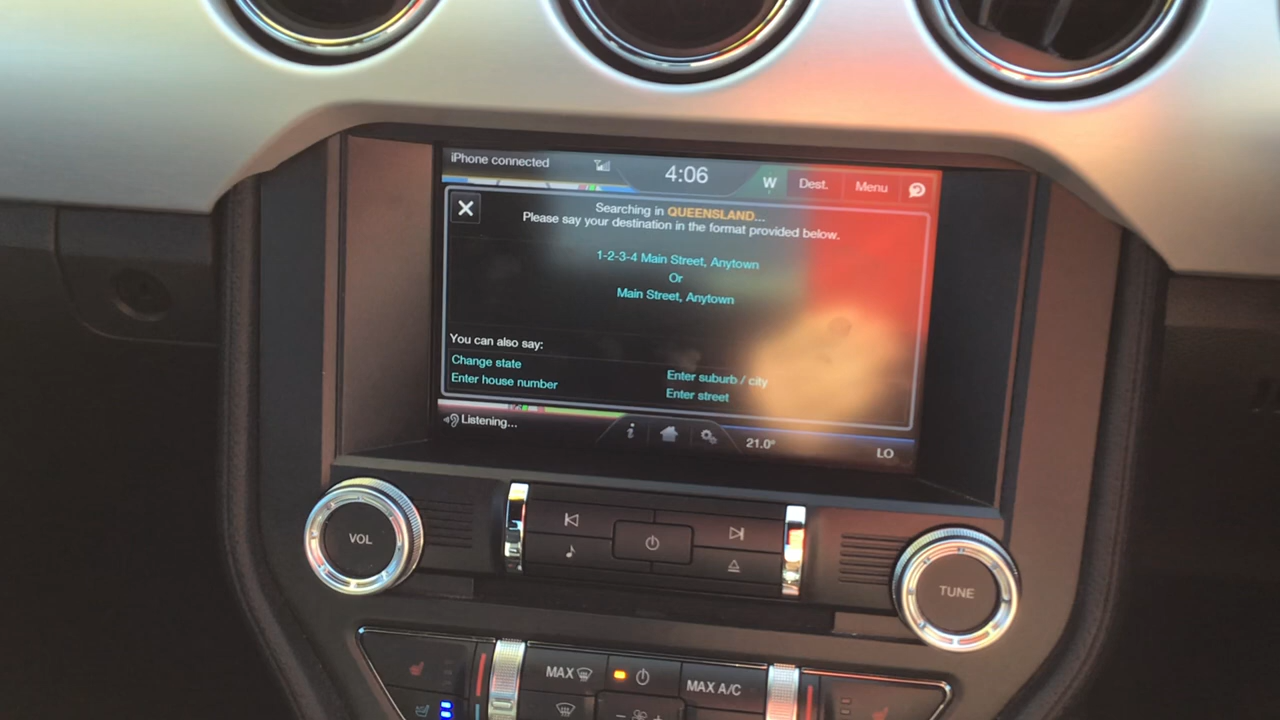 iPhone connected
4:06
W
Dest.
Menu
Searching in QUEENSLAND...
Please say your destination in the format provided below.
1-2-3-4 Main Street, Anytown
Or
Main Street, Anytown
You can also say:
Change state
Enter suburb / city
Enter house number
Enter street
Listening...
21.0°
LO
VOL
TUNE
MAX
MAX A/C